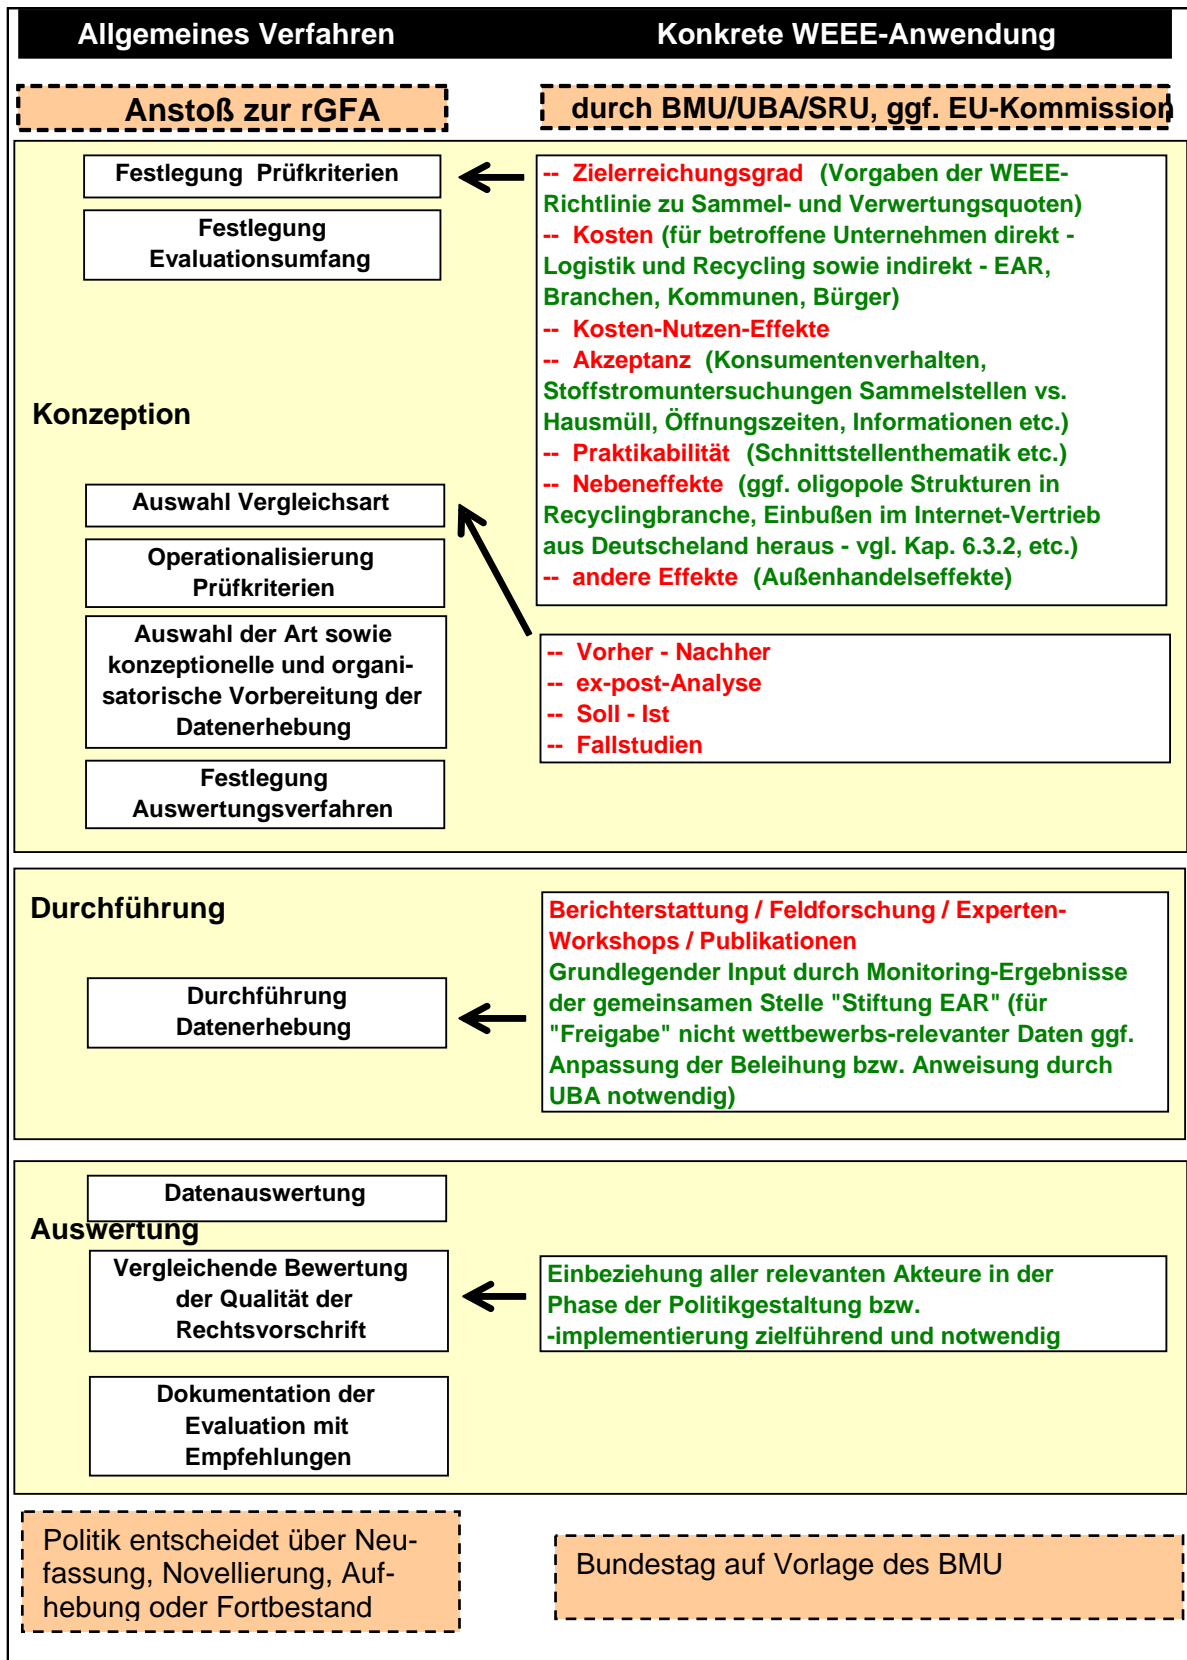 Allgemeines Verfahren
Konkrete WEEE-Anwendung
Anstoß zur rGFA
durch BMU/UBA/SRU, ggf. EU-Kommission
Konzeption
Festlegung Prüfkriterien
Festlegung
Evaluationsumfang
-- Zielerreichungsgrad (Vorgaben der WEEE-
Richtlinie zu Sammel- und Verwertungsquoten)
-- Kosten (für betroffene Unternehmen direkt -
Logistik und Recycling sowie indirekt - EAR,
Branchen, Kommunen, Bürger)
-- Kosten-Nutzen-Effekte
-- Akzeptanz (Konsumentenverhalten,
Stoffstromuntersuchungen Sammelstellen vs.
Hausmüll, Öffnungszeiten, Informationen etc.)
-- Praktikabilität (Schnittstellenthematik etc.)
-- Nebeneffekte (ggf. oligopole Strukturen in
Recyclingbranche, Einbußen im Internet-Vertrieb
aus Deutscheland heraus - vgl. Kap. 6.3.2, etc.)
-- andere Effekte (Außenhandelseffekte)
Auswahl Vergleichsart
Operationalisierung
Prüfkriterien
Auswahl der Art sowie
konzeptionelle und organi-
satorische Vorbereitung der
Datenerhebung
Festlegung
Auswertungsverfahren
-- Vorher - Nachher
-- ex-post-Analyse
-- Soll - Ist
-- Fallstudien
Durchführung
Durchführung
Datenerhebung
Berichterstattung / Feldforschung / Experten-
Workshops / Publikationen
Grundlegender Input durch Monitoring-Ergebnisse
der gemeinsamen Stelle "Stiftung EAR" (für
"Freigabe" nicht wettbewerbs-relevanter Daten ggf.
Anpassung der Beleihung bzw. Anweisung durch
UBA notwendig)
Datenauswertung
Auswertung
Vergleichende Bewertung
der Qualität der
Rechtsvorschrift
Einbeziehung aller relevanten Akteure in der
Phase der Politikgestaltung bzw.
-implementierung zielführend und notwendig
Dokumentation der
Evaluation mit
Empfehlungen
Politik entscheidet über Neu-
fassung, Novellierung, Auf-
hebung oder Fortbestand
Bundestag auf Vorlage des BMU